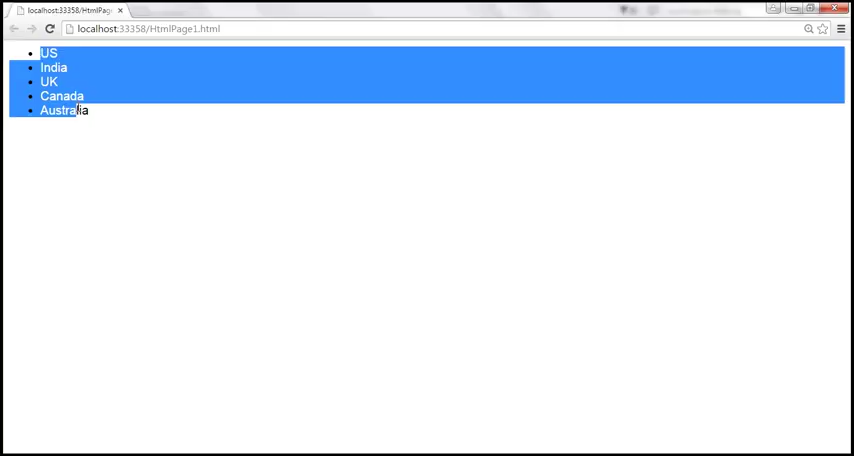 localhost:33358/HtmlPag
localhost:33358/HtmlPage1.html
US
India
UK
Canada
Australia